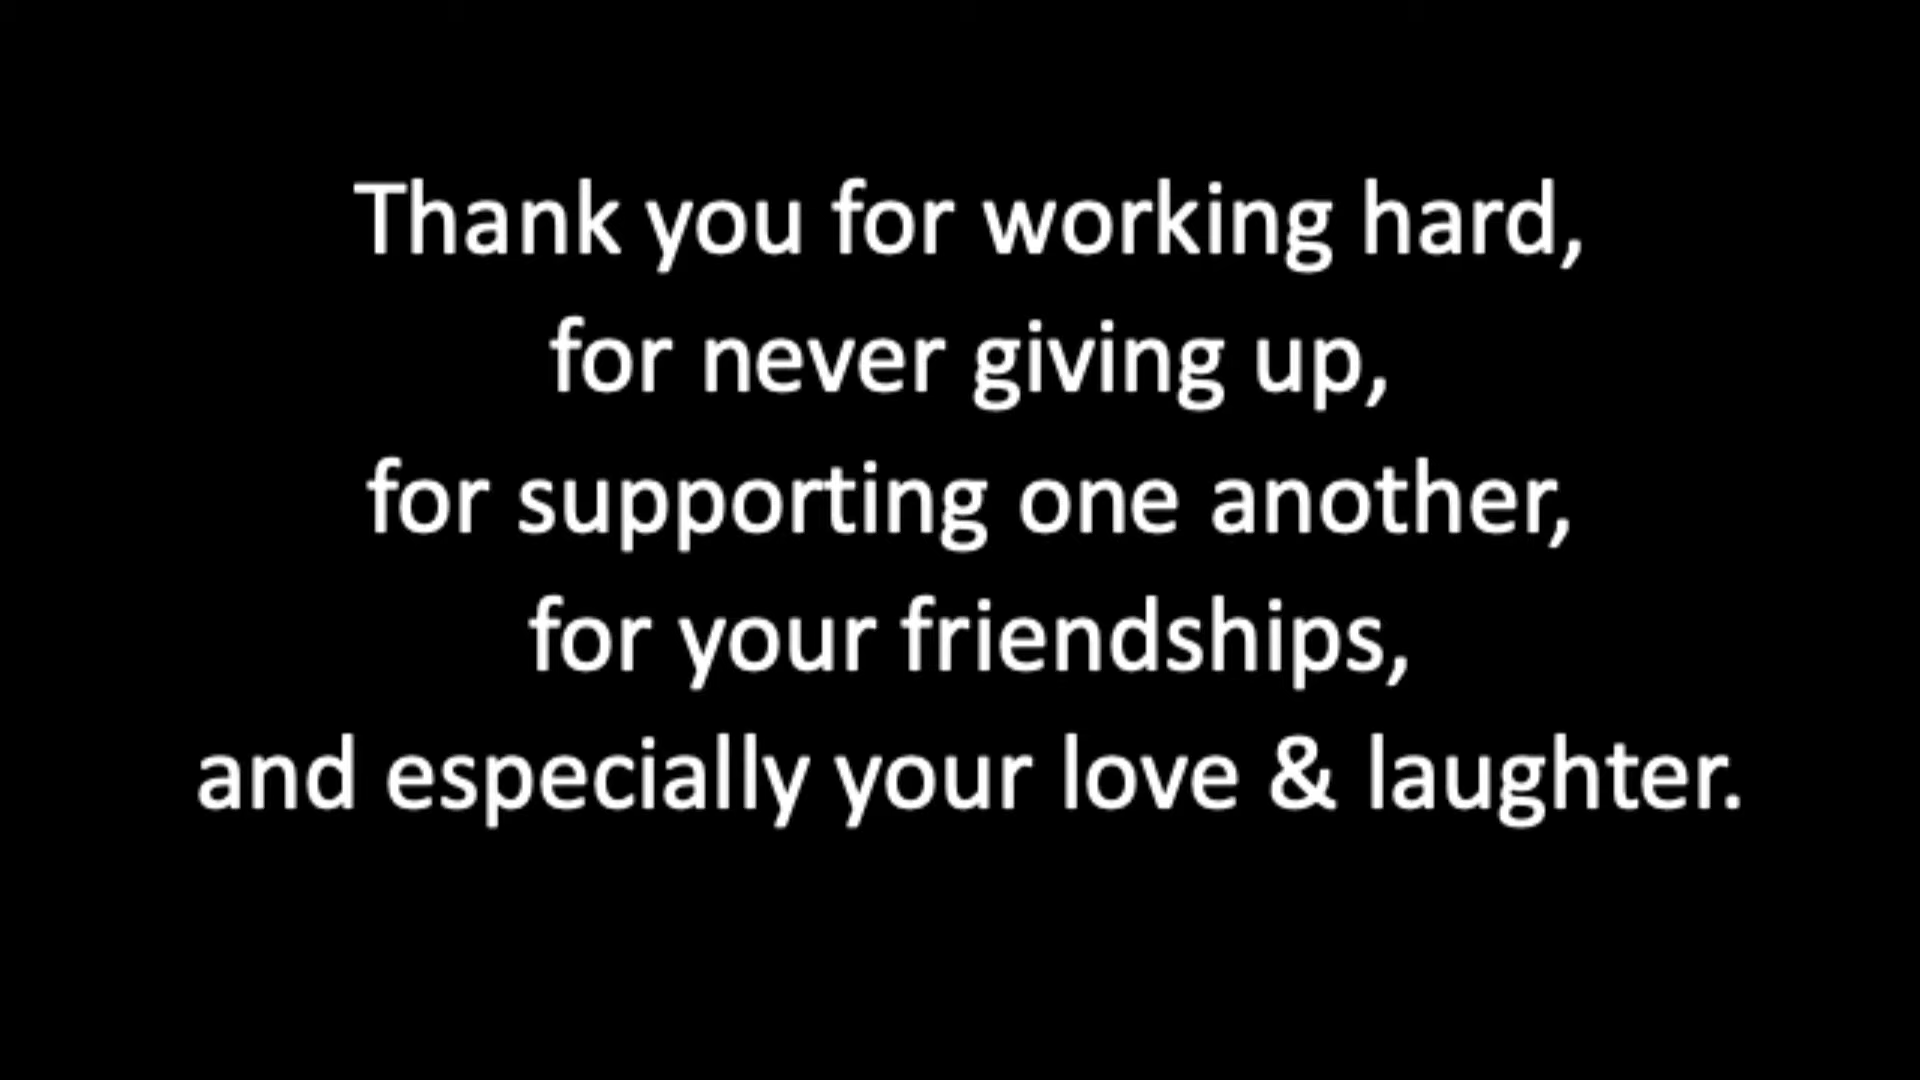 Thank you for working hard,
for never giving up,
for supporting one another,
for your friendships,
and especially your love & laughter.